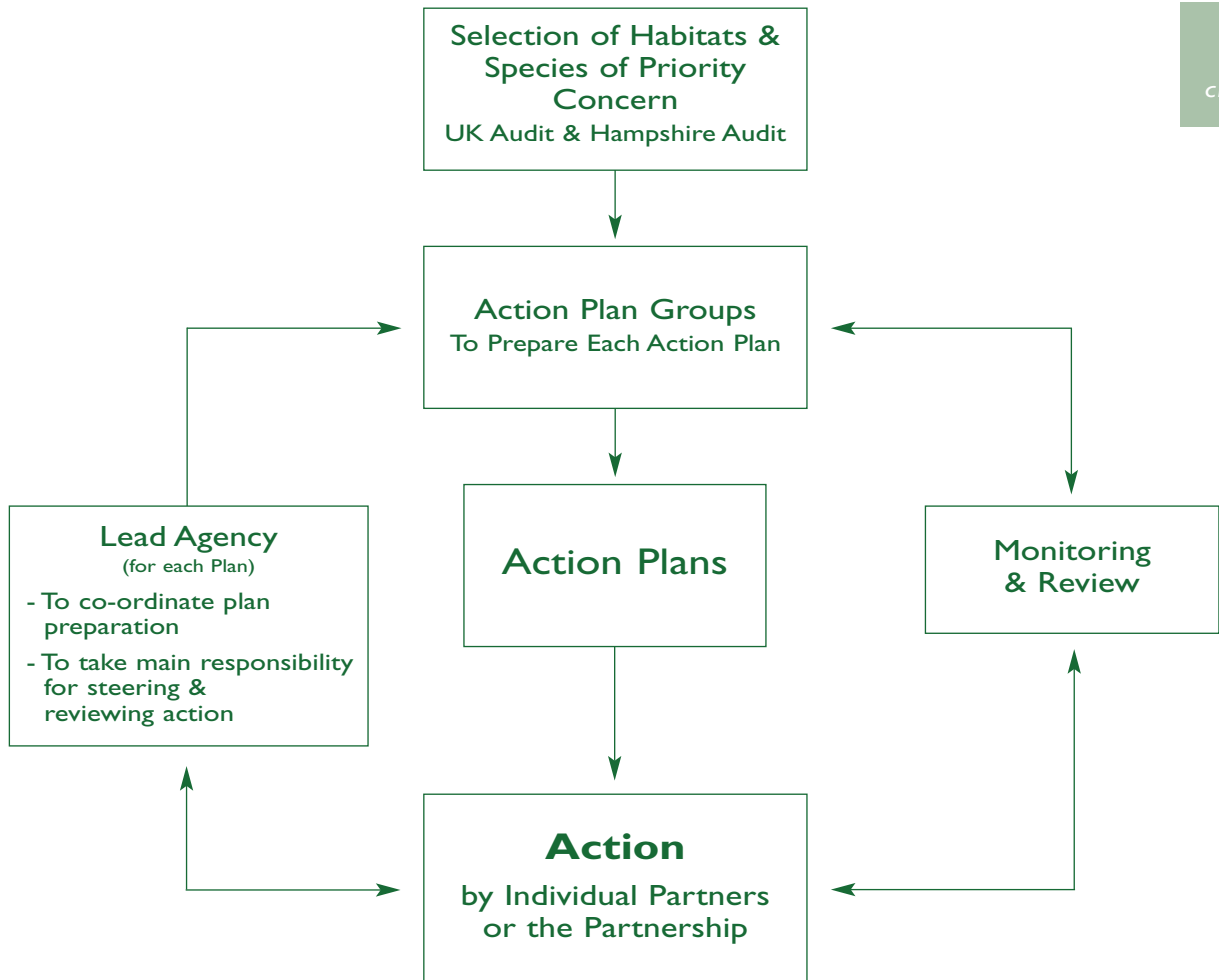 Selection of Habitats &
Species of Priority
Concern
UK Audit & Hampshire Audit
Action Plan Groups
To Prepare Each Action Plan
Lead Agency
(for each Plan)
- To co-ordinate plan
preparation
- To take main responsibility
for steering &
reviewing action
Action Plans
Monitoring
& Review
Action
by Individual Partners
or the Partnership